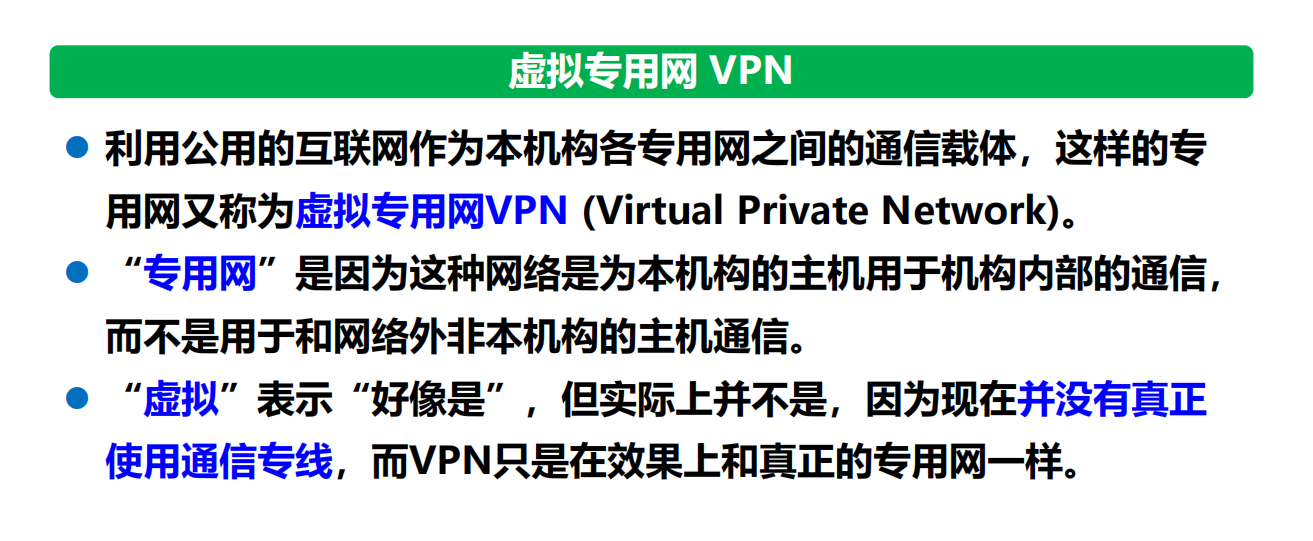 虚拟专用网 VPN
利用公用的互联网作为本机构各专用网之间的通信载体，这样的专
用网又称为虚拟专用网VPN (Virtual Private Network)。
“专用网”是因为这种网络是为本机构的主机用于机构内部的通信，
而不是用于和网络外非本机构的主机通信。
“虚拟”表示“好像是”，但实际上并不是，因为现在并没有真正
使用通信专线，而VPN只是在效果上和真正的专用网一样。